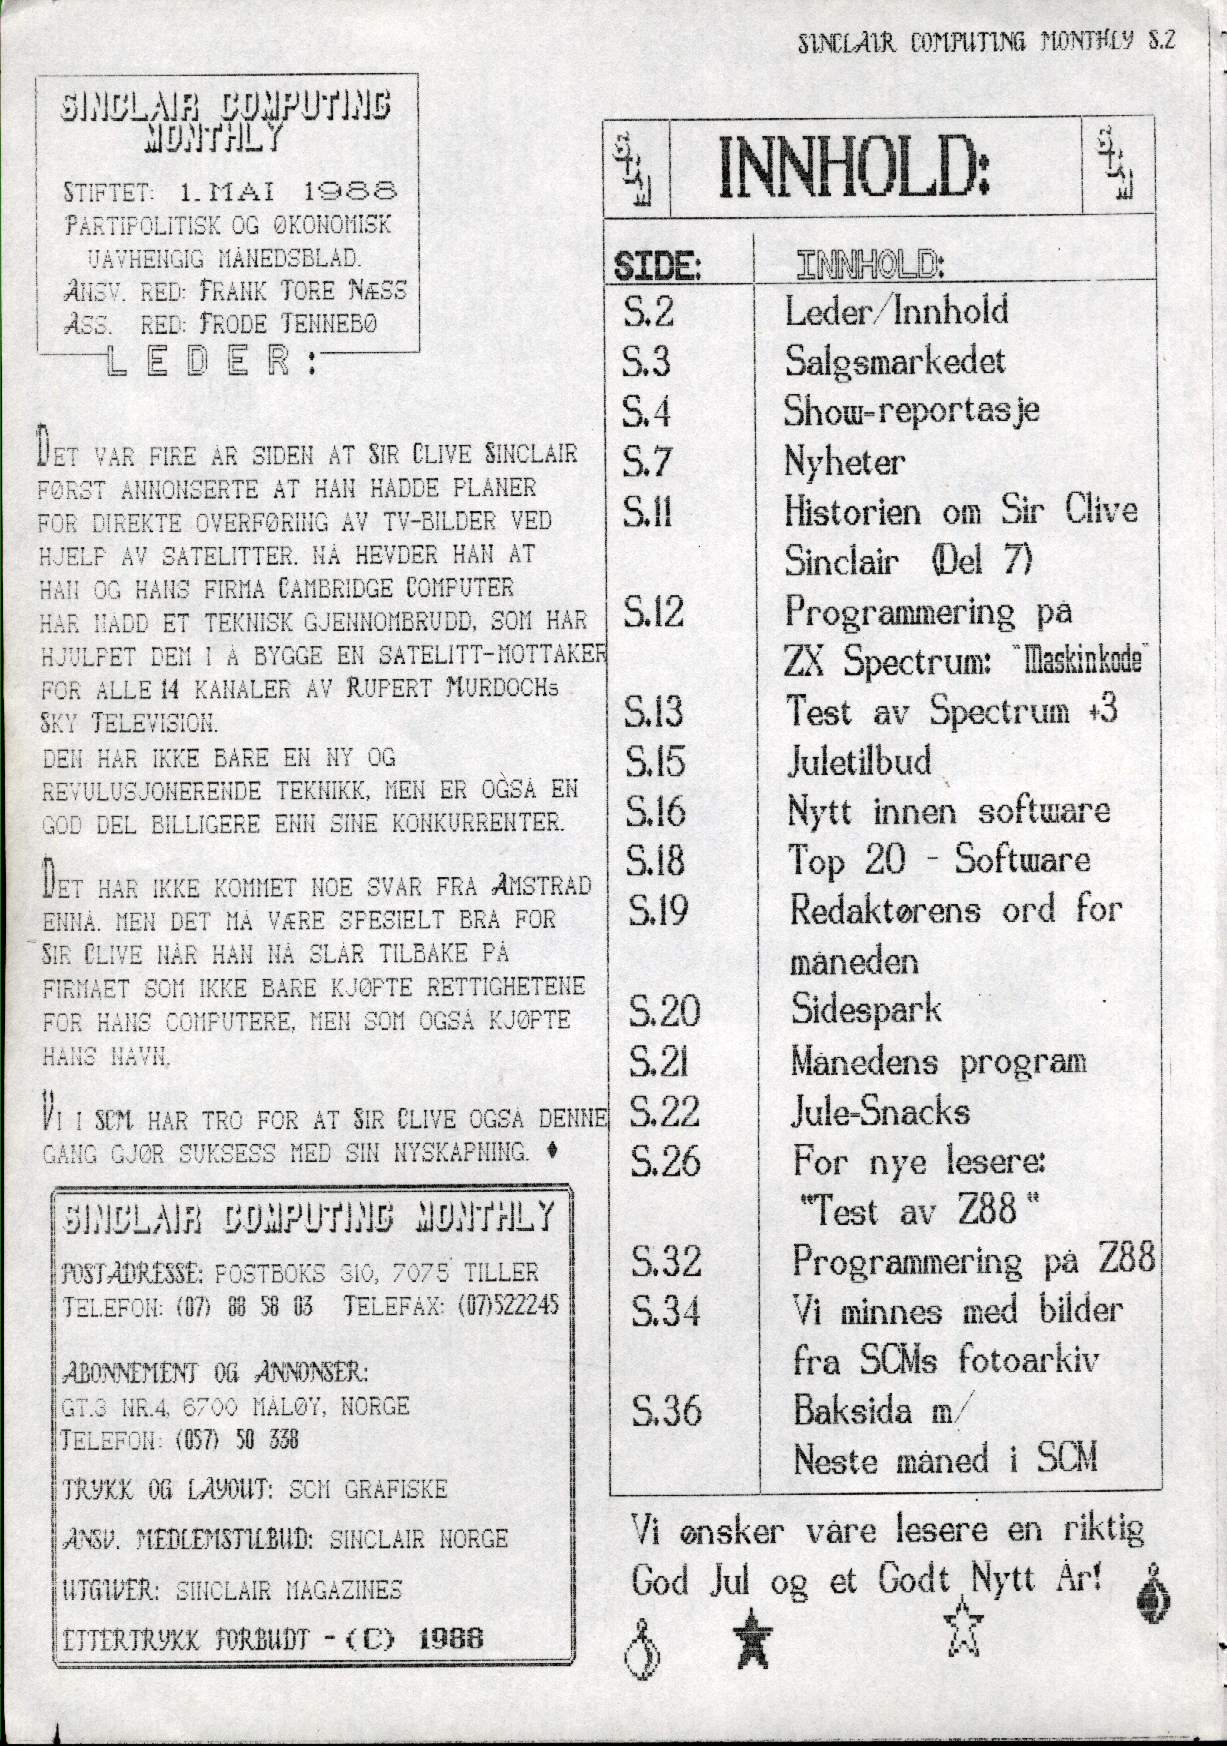 SINCLAIR COMPUTING MONTHLY S.2
SINCLAIR COMPUTING
MONTHLY
STIFTET: 1. MAI 1988
PARTIPOLITISK OG ØKONOMISK
UAVHENGIG MÅNEDSBLAD.
ANSV. RED: FRANK TORE NÆSS
ASS. RED: FRODE TENNEBØ
LEDER:
DET VAR FIRE ÅR SIDEN AT SIR CLIVE SINCLAIR
FØRST ANNONSERTE AT HAN HADDE PLANER
FOR DIREKTE OVERFØRING AV TV-BILDER VED
HJELP AV SATELITTER. NÅ HEVDER HAN AT
HAN OG HANS FIRMA CAMBRIDGE COMPUTER
HAR NÅDD ET TEKNISK GJENNOMBRUDD, SOM HAR
HJULPET DEM I Å BYGGE EN SATELITT-MOTTAKER
FOR ALLE 14 KANALER AV RUPERT MURDOCHs
SKY TELEVISION.
DEN HAR IKKE BARE EN NY OG
REVULUSJONERENDE TEKNIKK, MEN ER OGSÅ EN
GOD DEL BILLIGERE ENN SINE KONKURRENTER.
DET HAR IKKE KOMMET NOE SVAR FRA AMSTRAD
ENNÅ. MEN DET MÅ VÆRE SPESIELT BRA FOR
SIR CLIVE NÅR HAN NÅ SLÅR TILBAKE PÅ
FIRMAET SOM IKKE BARE KJØPTE RETTIGHETENE
FOR HANS COMPUTERE, MEN SOM OGSÅ KJØPTE
HANS NAVN.
VI I SCM HAR TRO FOR AT SIR CLIVE OGSÅ DENNE
GANG GJØR SUKSESS MED SIN NYSKAPNING. ♦
SINCLAIR COMPUTING MONTHLY
POSTADRESSE: POSTBOKS 310, 7075 TILLER
TELEFON: (07) 88 58 03 TELEFAX: (07)522245
ABONNEMENT OG ANNONSER:
GT.3 NR.4, 6700 MÅLØY, NORGE
TELEFON: (057) 50 338
TRYKK OG LAYOUT: SCM GRAFISKE
ANSV. MEDLEMSTILBUD: SINCLAIR NORGE
UTGIVER: SINCLAIR MAGAZINES
ETTERTRYKK FORBUDT - (C) 1988
SCM INNHOLD: SCM
SIDE: INNHOLD:
S.2 Leder/Innhold
S.3 Salgsmarkedet
S.4 Show-reportasje
S.7 Nyheter
S.11 Historien om Sir Clive
Sinclair (Del 7)
S.12 Programmering på
ZX Spectrum: "Maskinkode"
S.13 Test av Spectrum +3
S.15 Juletilbud
S.16 Nytt innen software
S.18 Top 20 - Software
S.19 Redaktørens ord for
måneden
S.20 Sidespark
S.21 Månedens program
S.22 Jule-Snacks
S.26 For nye lesere:
"Test av Z88"
S.32 Programmering på Z88
S.34 Vi minnes med bilder
fra SCMs fotoarkiv
S.36 Baksida m/
Neste måned i SCM
Vi ønsker våre lesere en riktig
God Jul og et Godt Nytt År!